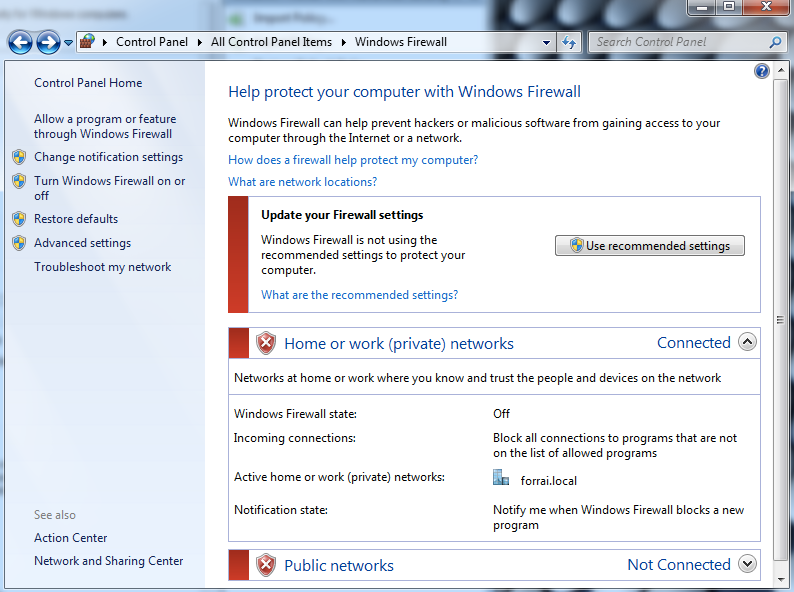 Control Panel
All Control Panel Items
Windows Firewall
Search Control Panel
Control Panel Home
Allow a program or feature
through Windows Firewall
Change notification settings
Turn Windows Firewall on or
off
Restore defaults
Advanced settings
Troubleshoot my network
See also
Action Center
Network and Sharing Center
Help protect your computer with Windows Firewall
Windows Firewall can help prevent hackers or malicious software from gaining access to your
computer through the Internet or a network.
How does a firewall help protect my computer?
What are network locations?
Update your Firewall settings
Windows Firewall is not using the
recommended settings to protect your
computer.
Use recommended settings
What are the recommended settings?
Home or work (private) networks Connected
Networks at home or work where you know and trust the people and devices on the network
Windows Firewall state: Off
Incoming connections: Block all connections to programs that are not
on the list of allowed programs
Active home or work (private) networks: forrai.local
Notification state: Notify me when Windows Firewall blocks a new
program
Public networks Not Connected